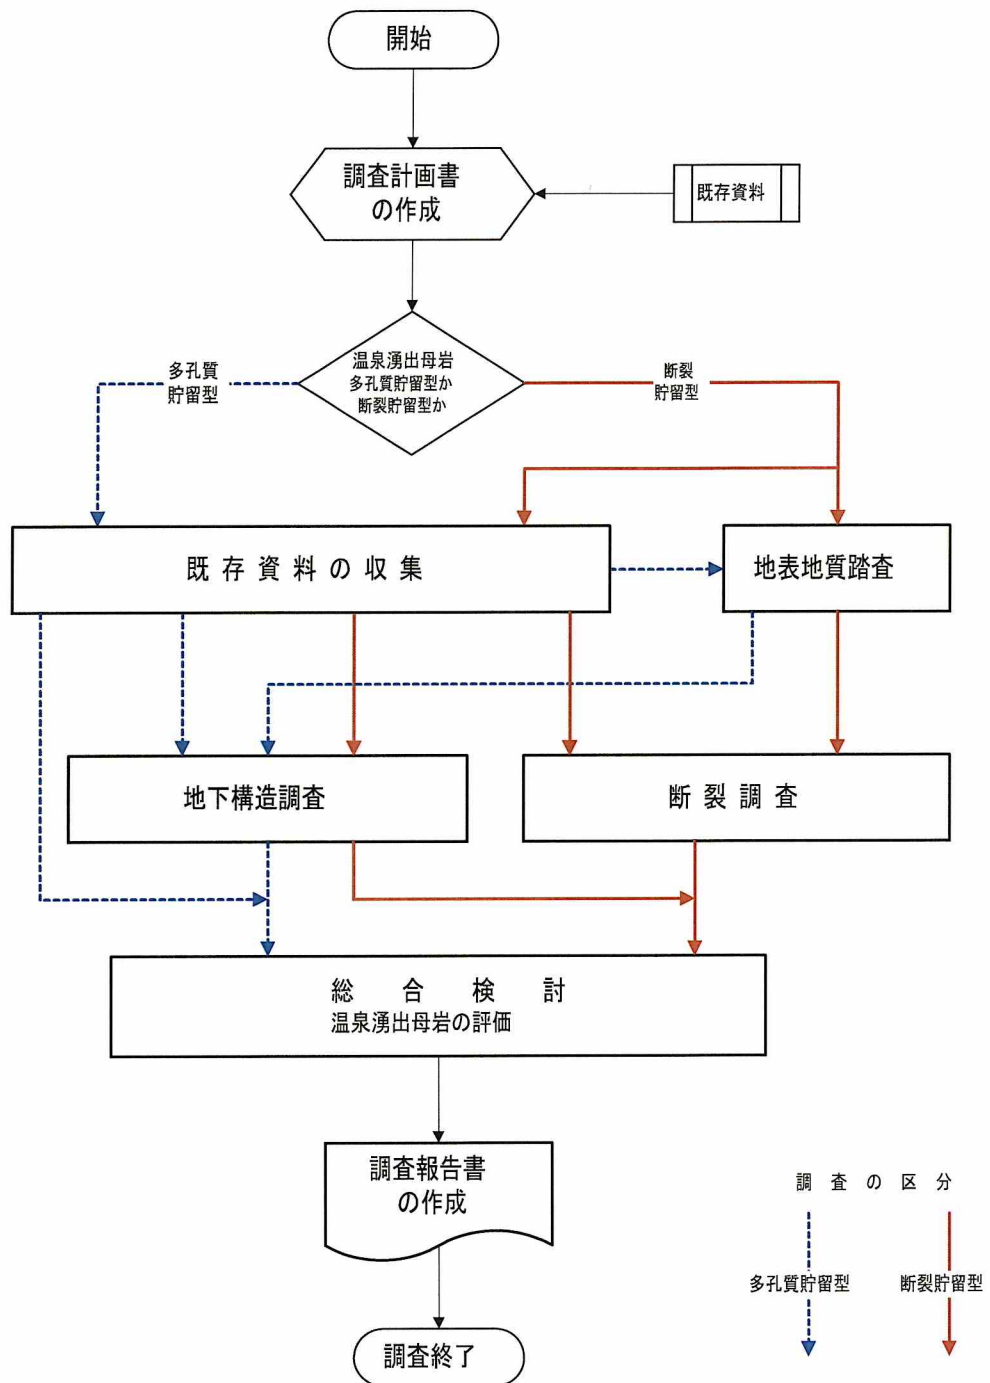 開始
調査計画書
の作成
既存資料
温泉湧出母岩
多孔質貯留型か
断裂貯留型か
多孔質
貯留型
断裂
貯留型
既存資料の収集
地表地質踏査
地下構造調査
断裂調査
総合検討
温泉湧出母岩の評価
調査報告書
の作成
調査の区分
多孔質貯留型
断裂貯留型
調査終了